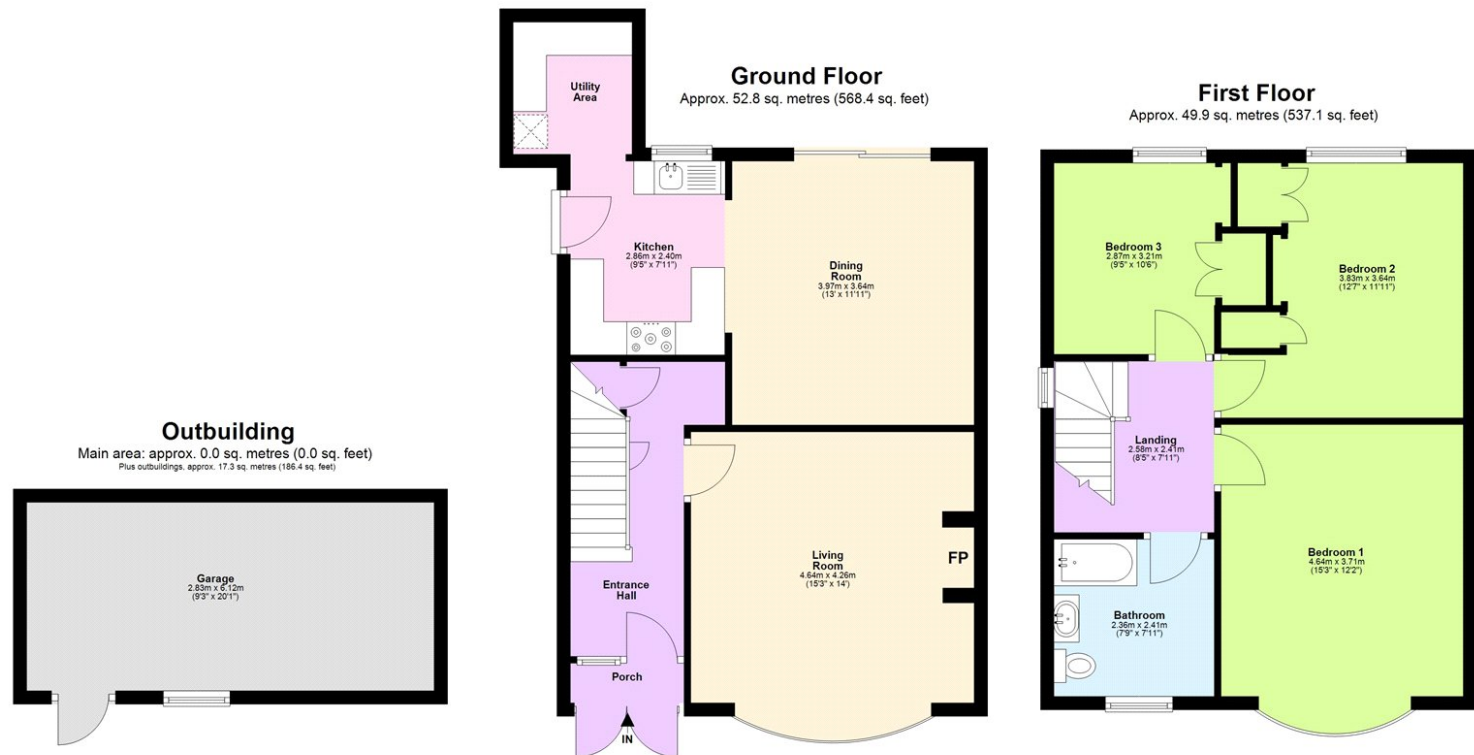 Outbuilding
Main area: approx. 0.0 sq. metres (0.0 sq. feet)
Plus outbuildings, approx. 17.3 sq. metres (186.4 sq. feet)
Garage
2.83m x 6.12m
(9'3" x 20'1")
Ground Floor
Approx. 52.8 sq. metres (568.4 sq. feet)
Utility
Area
Kitchen
2.86m x 2.40m
(9'5" x 7'11")
Dining
Room
3.97m x 3.64m
(13' x 11'11")
Living
Room
4.64m x 4.26m
(15'3" x 14')
FP
Entrance
Hall
Porch
IN
First Floor
Approx. 49.9 sq. metres (537.1 sq. feet)
Bedroom 3
2.87m x 3.21m
(9'5" x 10'6")
Bedroom 2
3.83m x 3.64m
(12'7" x 11'11")
Landing
2.58m x 2.41m
(8'5" x 7'11")
Bedroom 1
4.64m x 3.71m
(15'3" x 12'2")
Bathroom
2.36m x 2.41m
(7'9" x 7'11")